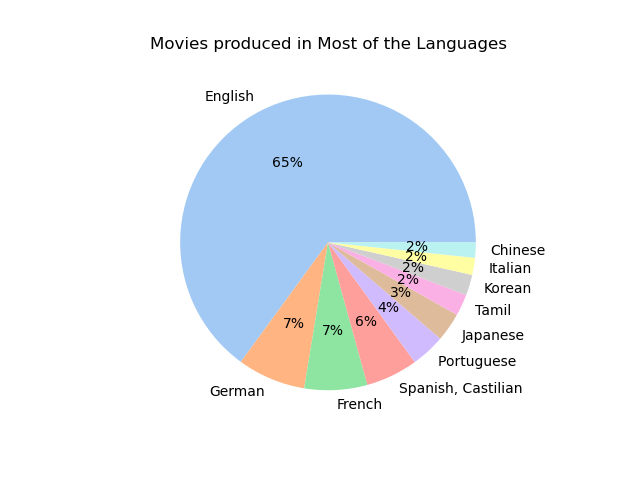 Movies produced in Most of the Languages
English
65%
2%
Chinese
2%
Italian
2%
Korean
2%
Tamil
3%
Japanese
4%
Portuguese
6%
Spanish, Castilian
7%
French
7%
German